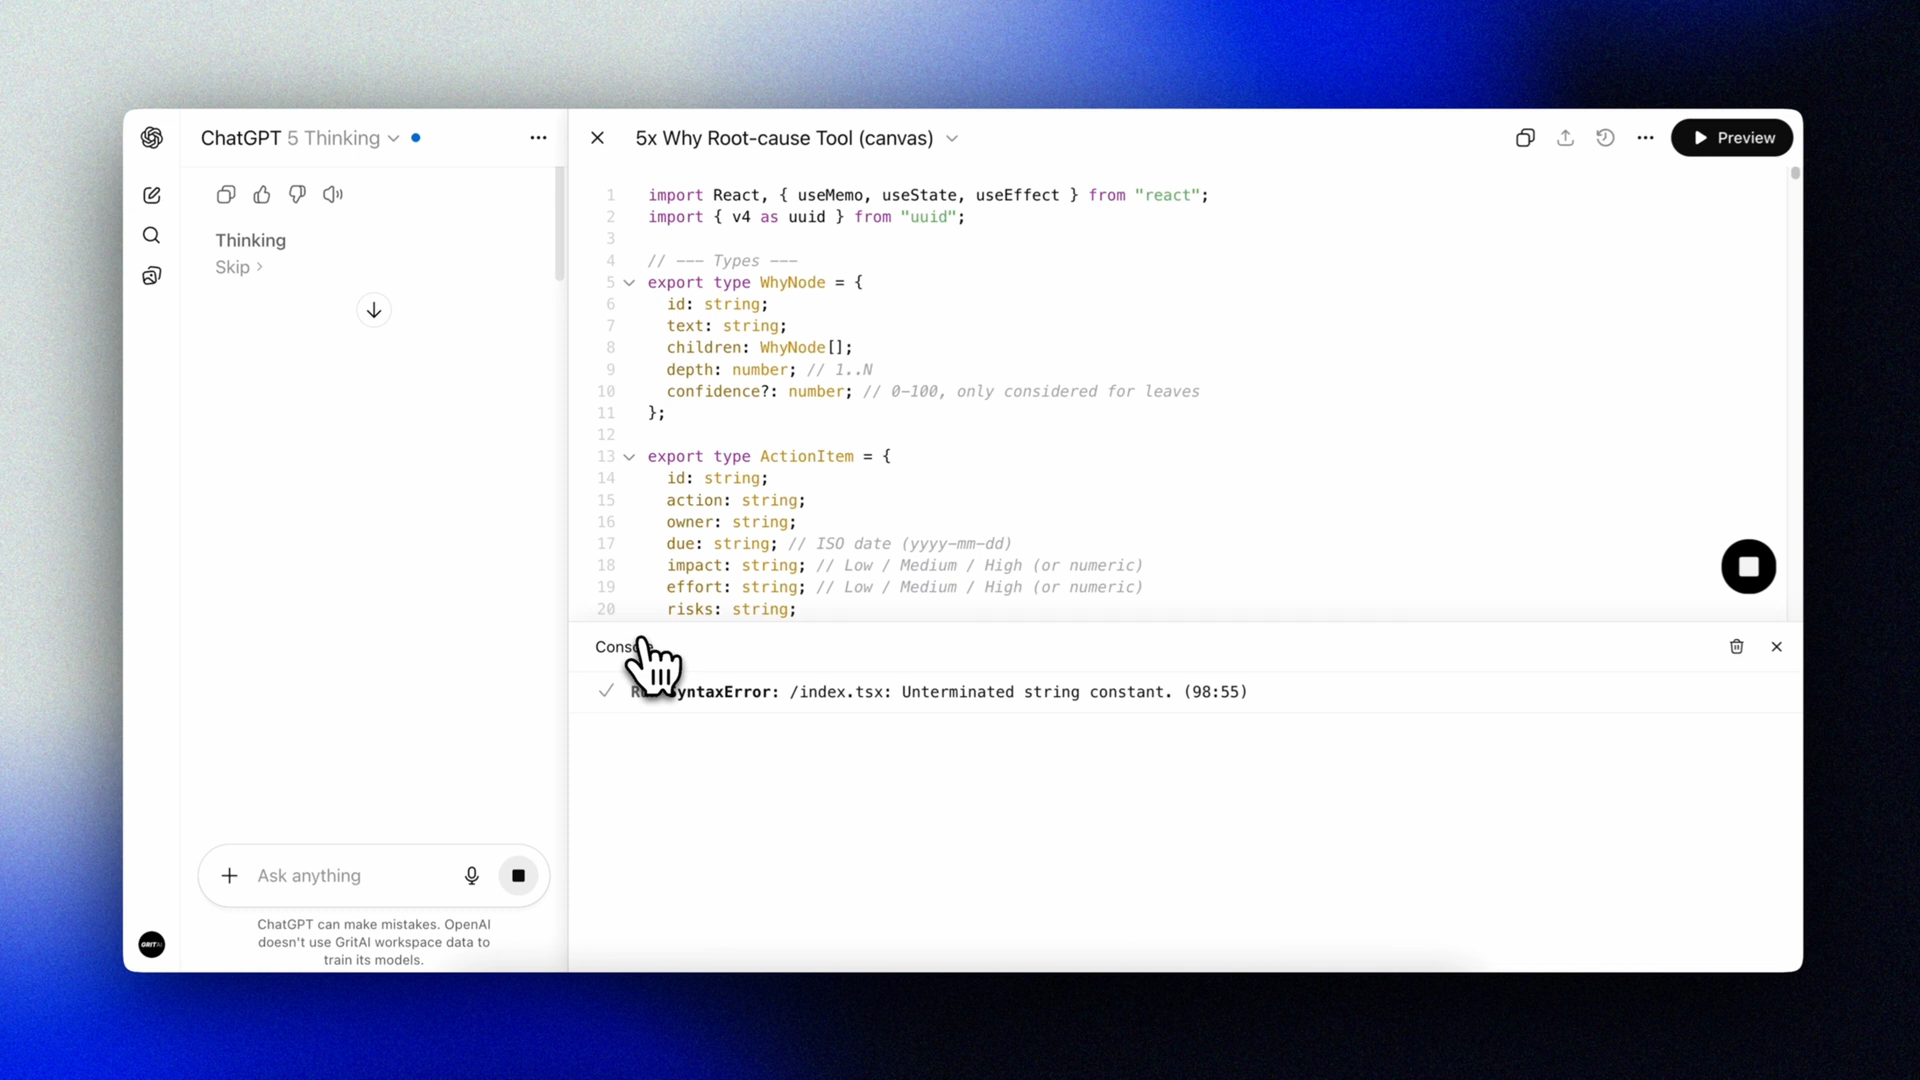 ChatGPT 5 Thinking
Thinking
Skip
Ask anything
ChatGPT can make mistakes. OpenAI
doesn't use GritAI workspace data to
train its models.
GRITAI
5x Why Root-cause Tool (canvas)
Preview
1 import React, { useMemo, useState, useEffect } from "react";
2 import { v4 as uuid } from "uuid";
3
4 // --- Types ---
5 export type WhyNode = {
6 id: string;
7 text: string;
8 children: WhyNode[];
9 depth: number; // 1..N
10 confidence?: number; // 0-100, only considered for leaves
11 };
12
13 export type ActionItem = {
14 id: string;
15 action: string;
16 owner: string;
17 due: string; // ISO date (yyyy-mm-dd)
18 impact: string; // Low / Medium / High (or numeric)
19 effort: string; // Low / Medium / High (or numeric)
20 risks: string;
Console
SyntaxError: /index.tsx: Unterminated string constant. (98:55)